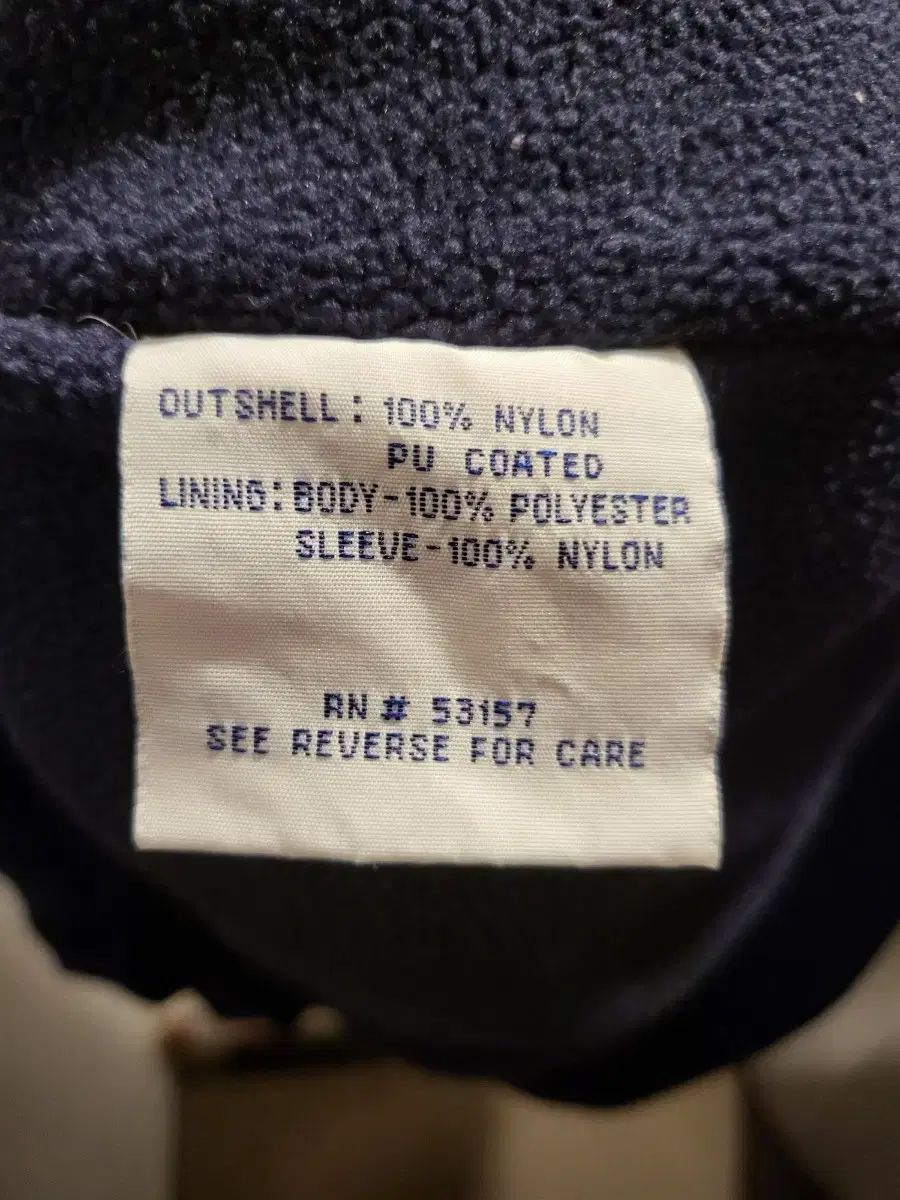 OUTSHELL: 100% NYLON
PU COATED
LINING: BODY-100% POLYESTER
SLEEVE-100% NYLON
RN # 53157
SEE REVERSE FOR CARE